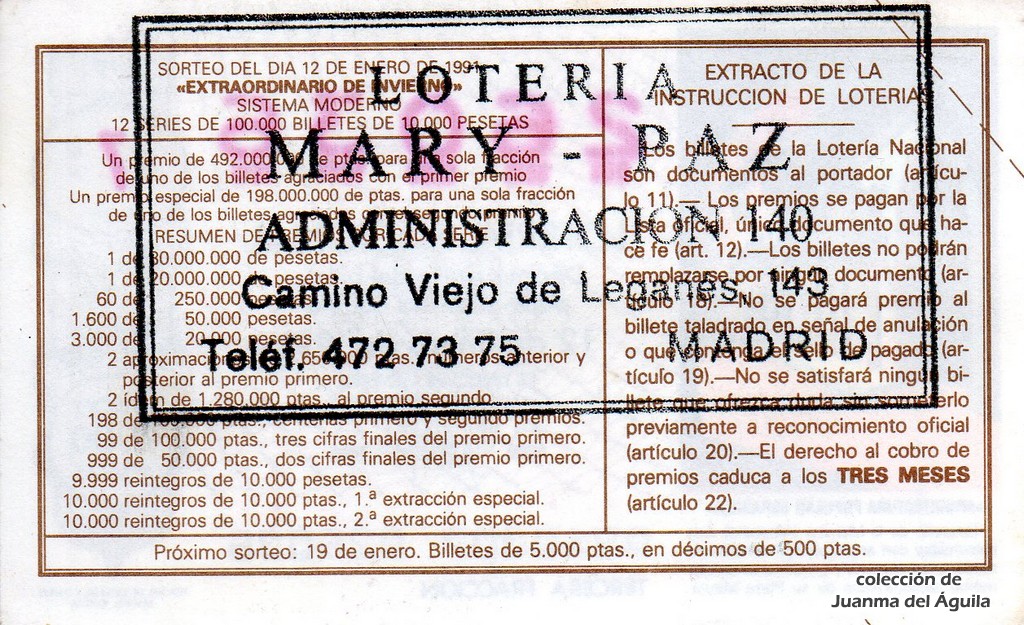 SORTEO DEL DIA 12 DE ENERO DE 1991
«EXTRAORDINARIO DE INVIERNO»
SISTEMA MODERNO
12 SERIES DE 100.000 BILLETES DE 10.000 PESETAS
Un premio de 492.000.000 de ptas. para una sola fracción
de uno de los billetes agraciados con el primer premio
Un premio especial de 198.000.000 de ptas. para una sola fracción
de uno de los billetes agraciados con el segundo premio
RESUMEN DE PREMIOS
1 de 80.000.000 de pesetas.
1 de 20.000.000 de pesetas.
60 de 250.000 pesetas.
1.600 de 50.000 pesetas.
3.000 de 20.000 pesetas.
2 aproximaciones ptas. números anterior y
posterior al premio primero.
2 ídem de 1.280.000 ptas. al premio segundo.
198 de 100.000 ptas., centenas primero y segundo premios.
99 de 100.000 ptas., tres cifras finales del premio primero.
999 de 50.000 ptas., dos cifras finales del premio primero.
9.999 reintegros de 10.000 pesetas.
10.000 reintegros de 10.000 ptas., 1.ª extracción especial.
10.000 reintegros de 10.000 ptas., 2.ª extracción especial.
EXTRACTO DE LA
INSTRUCCION DE LOTERIAS
Los billetes de la Lotería Nacional
son documentos al portador (artícu-
lo 11).— Los premios se pagan por la
Lista oficial, único documento que ha-
ce fe (art. 12).—Los billetes no podrán
remplazarse por ningún documento (ar-
tículo 18).—No se pagará premio al
billete taladrado en señal de anulación
o que contenga el sello de pagado (ar-
tículo 19).—No se satisfará ningún bi-
llete que ofrezca duda sin someterlo
previamente a reconocimiento oficial
(artículo 20).—El derecho al cobro de
premios caduca a los TRES MESES
(artículo 22).
Próximo sorteo: 19 de enero. Billetes de 5.000 ptas., en décimos de 500 ptas.
LOTERIA
MARY - PAZ
ADMINISTRACION 140
Camino Viejo de Leganés, 143
Teléf. 472 73 75 MADRID
colección de
Juanma del Águila